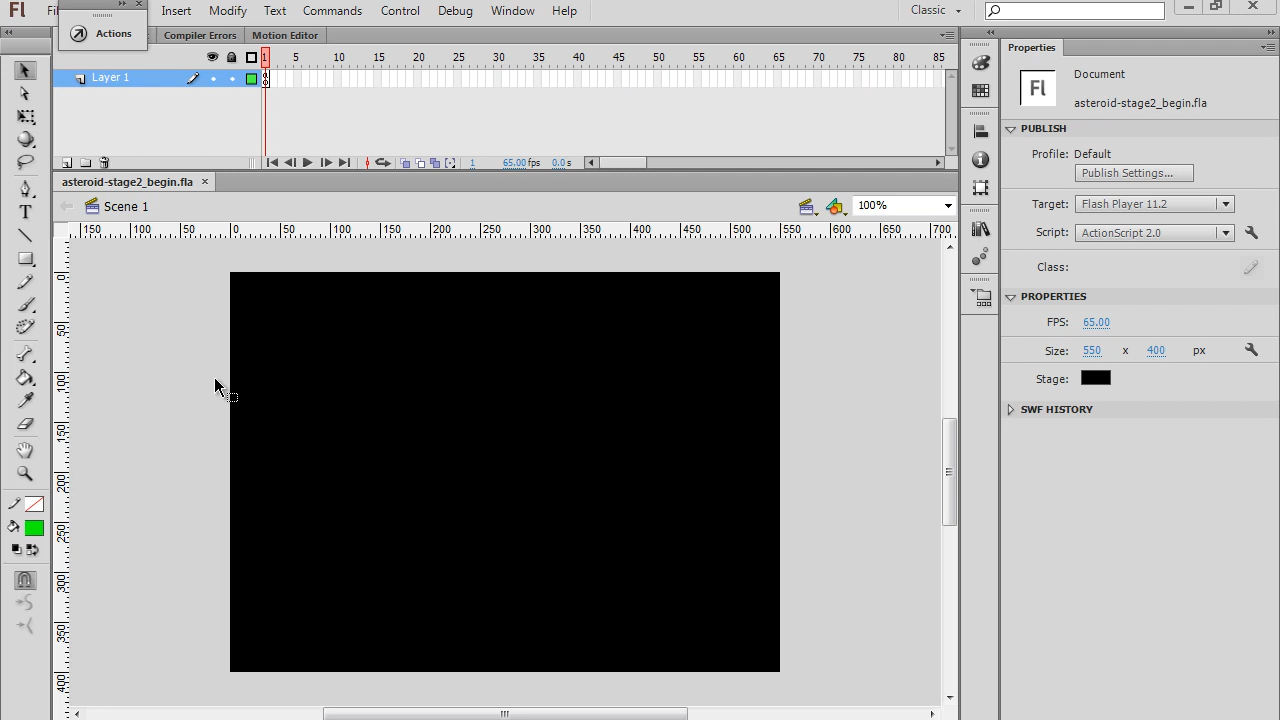 Fl Fi Insert Modify Text Commands Control Debug Window Help Classic
Actions Compiler Errors Motion Editor
Properties
1 5 10 15 20 25 30 35 40 45 50 55 60 65 70 75 80 85
Layer 1
Fl
Document
asteroid-stage2_begin.fla
PUBLISH
Profile: Default
Publish Settings...
1 65.00 fps 0.0 s
asteroid-stage2_begin.fla
Scene 1
100%
Target: Flash Player 11.2
Script: ActionScript 2.0
150 100 50 0 50 100 150 200 250 300 350 400 450 500 550 600 650 700
Class:
PROPERTIES
FPS: 65.00
Size: 550 x 400 px
Stage:
SWF HISTORY
0
50
100
150
200
250
300
350
400
T